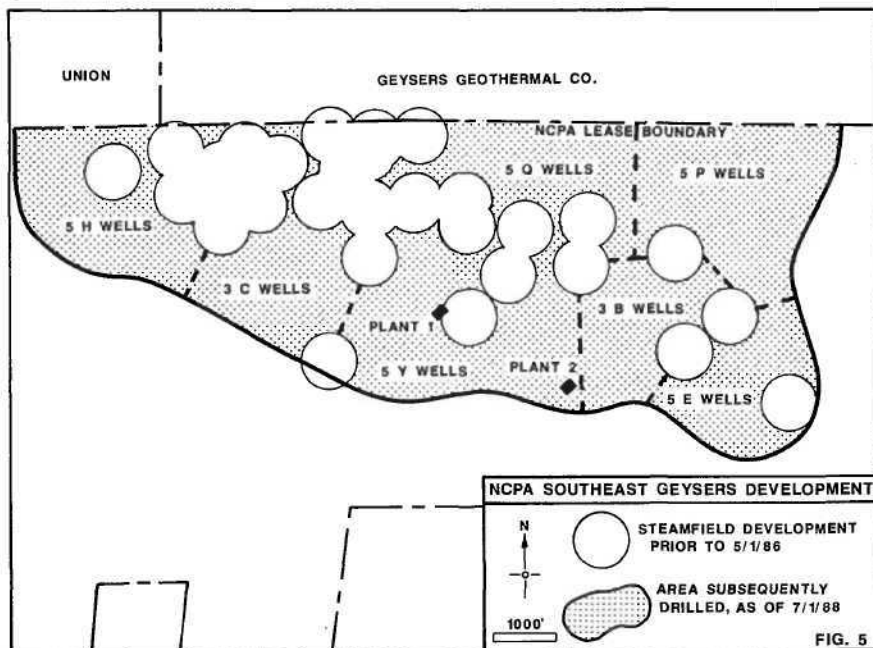 UNION
GEYSERS GEOTHERMAL CO.
NCPA LEASE BOUNDARY
5 Q WELLS
5 P WELLS
5 H WELLS
3 C WELLS
3 B WELLS
PLANT 1
PLANT 2
5 Y WELLS
5 E WELLS
NCPA SOUTHEAST GEYSERS DEVELOPMENT
N
STEAMFIELD DEVELOPMENT
PRIOR TO 5/1/86
AREA SUBSEQUENTLY
DRILLED, AS OF 7/1/88
1000'
FIG. 5